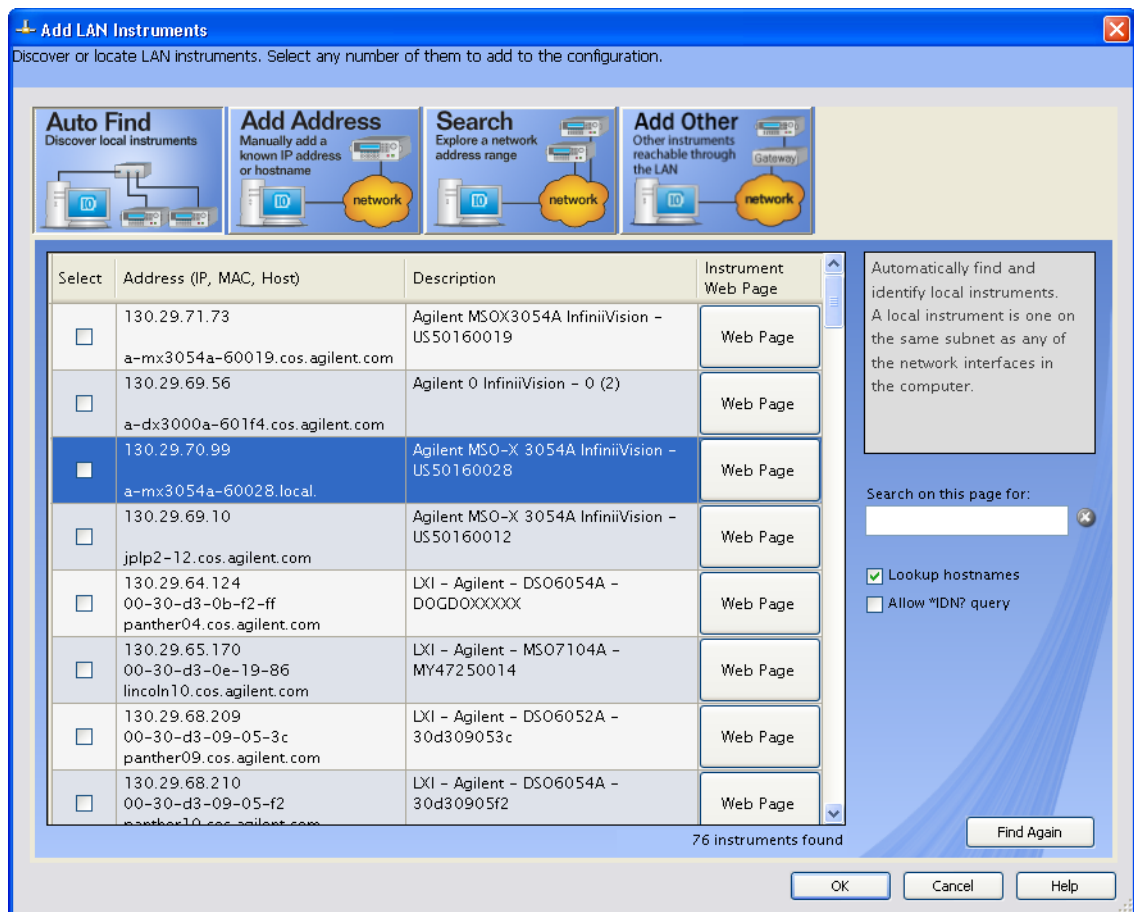 Add LAN Instruments
Discover or locate LAN instruments. Select any number of them to add to the configuration.
Auto Find
Discover local instruments
IO
Add Address
Manually add a
known IP address
or hostname
IO
network
Search
Explore a network
address range
IO
network
Add Other
Other instruments
reachable through
the LAN
Gateway
IO
network
Select
Address (IP, MAC, Host)
Description
Instrument
Web Page
130.29.71.73
a-mx3054a-60019.cos.agilent.com
Agilent MSOX3054A InfiniiVision -
US50160019
Web Page
130.29.69.56
a-dx3000a-601f4.cos.agilent.com
Agilent 0 InfiniiVision - 0 (2)
Web Page
130.29.70.99
a-mx3054a-60028.local.
Agilent MSO-X 3054A InfiniiVision -
US50160028
Web Page
130.29.69.10
jplp2-12.cos.agilent.com
Agilent MSO-X 3054A InfiniiVision -
US50160012
Web Page
130.29.64.124
00-30-d3-0b-f2-ff
panther04.cos.agilent.com
LXI - Agilent - DSO6054A -
DOGDOXXXXX
Web Page
130.29.65.170
00-30-d3-0e-19-86
lincoln10.cos.agilent.com
LXI - Agilent - MSO7104A -
MY47250014
Web Page
130.29.68.209
00-30-d3-09-05-3c
panther09.cos.agilent.com
LXI - Agilent - DSO6052A -
30d309053c
Web Page
130.29.68.210
00-30-d3-09-05-f2
panther10.cos.agilent.com
LXI - Agilent - DSO6054A -
30d30905f2
Web Page
76 instruments found
Automatically find and
identify local instruments.
A local instrument is one on
the same subnet as any of
the network interfaces in
the computer.
Search on this page for:
Lookup hostnames
Allow *IDN? query
Find Again
OK
Cancel
Help